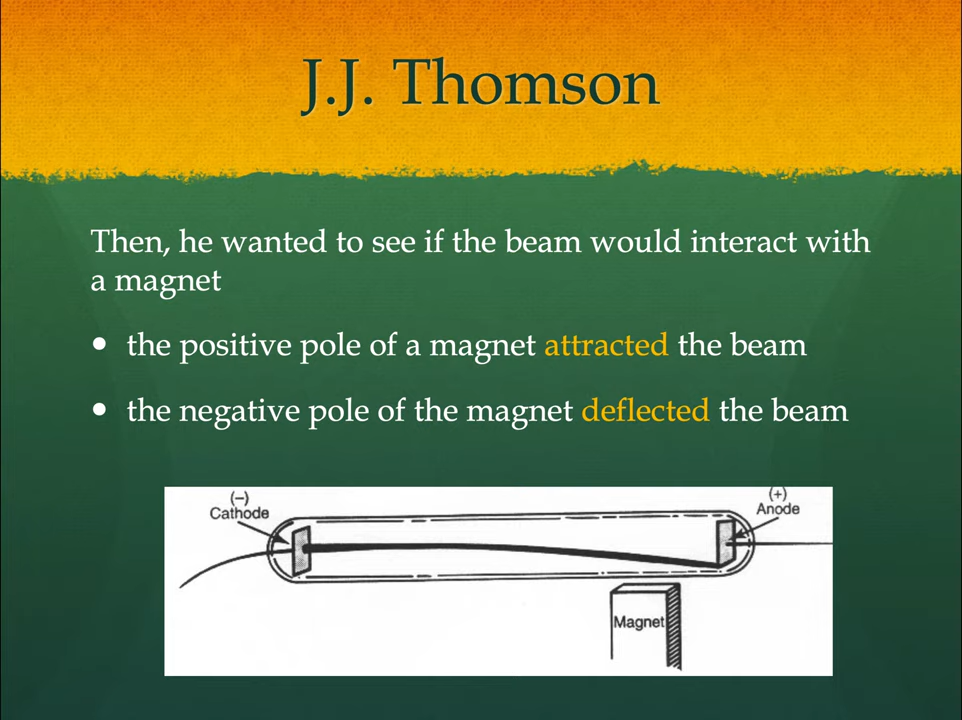 J.J. Thomson
Then, he wanted to see if the beam would interact with
a magnet
• the positive pole of a magnet attracted the beam
• the negative pole of the magnet deflected the beam
(–)
Cathode
(+)
Anode
Magnet